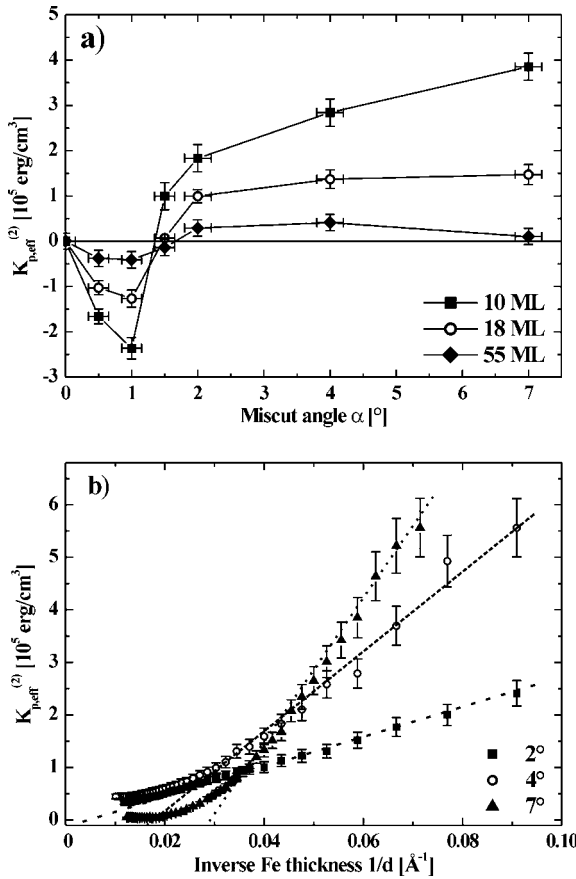 a)
5
4
3
2
1
0
-1
-2
-3
K_{p,eff}^{(2)} [10^5 erg/cm^3]
10 ML
18 ML
55 ML
0 1 2 3 4 5 6 7
Miscut angle α [°]
b)
6
5
4
3
2
1
0
K_{p,eff}^{(2)} [10^5 erg/cm^3]
2°
4°
7°
0 0.02 0.04 0.06 0.08 0.10
Inverse Fe thickness 1/d [Å^{-1}]